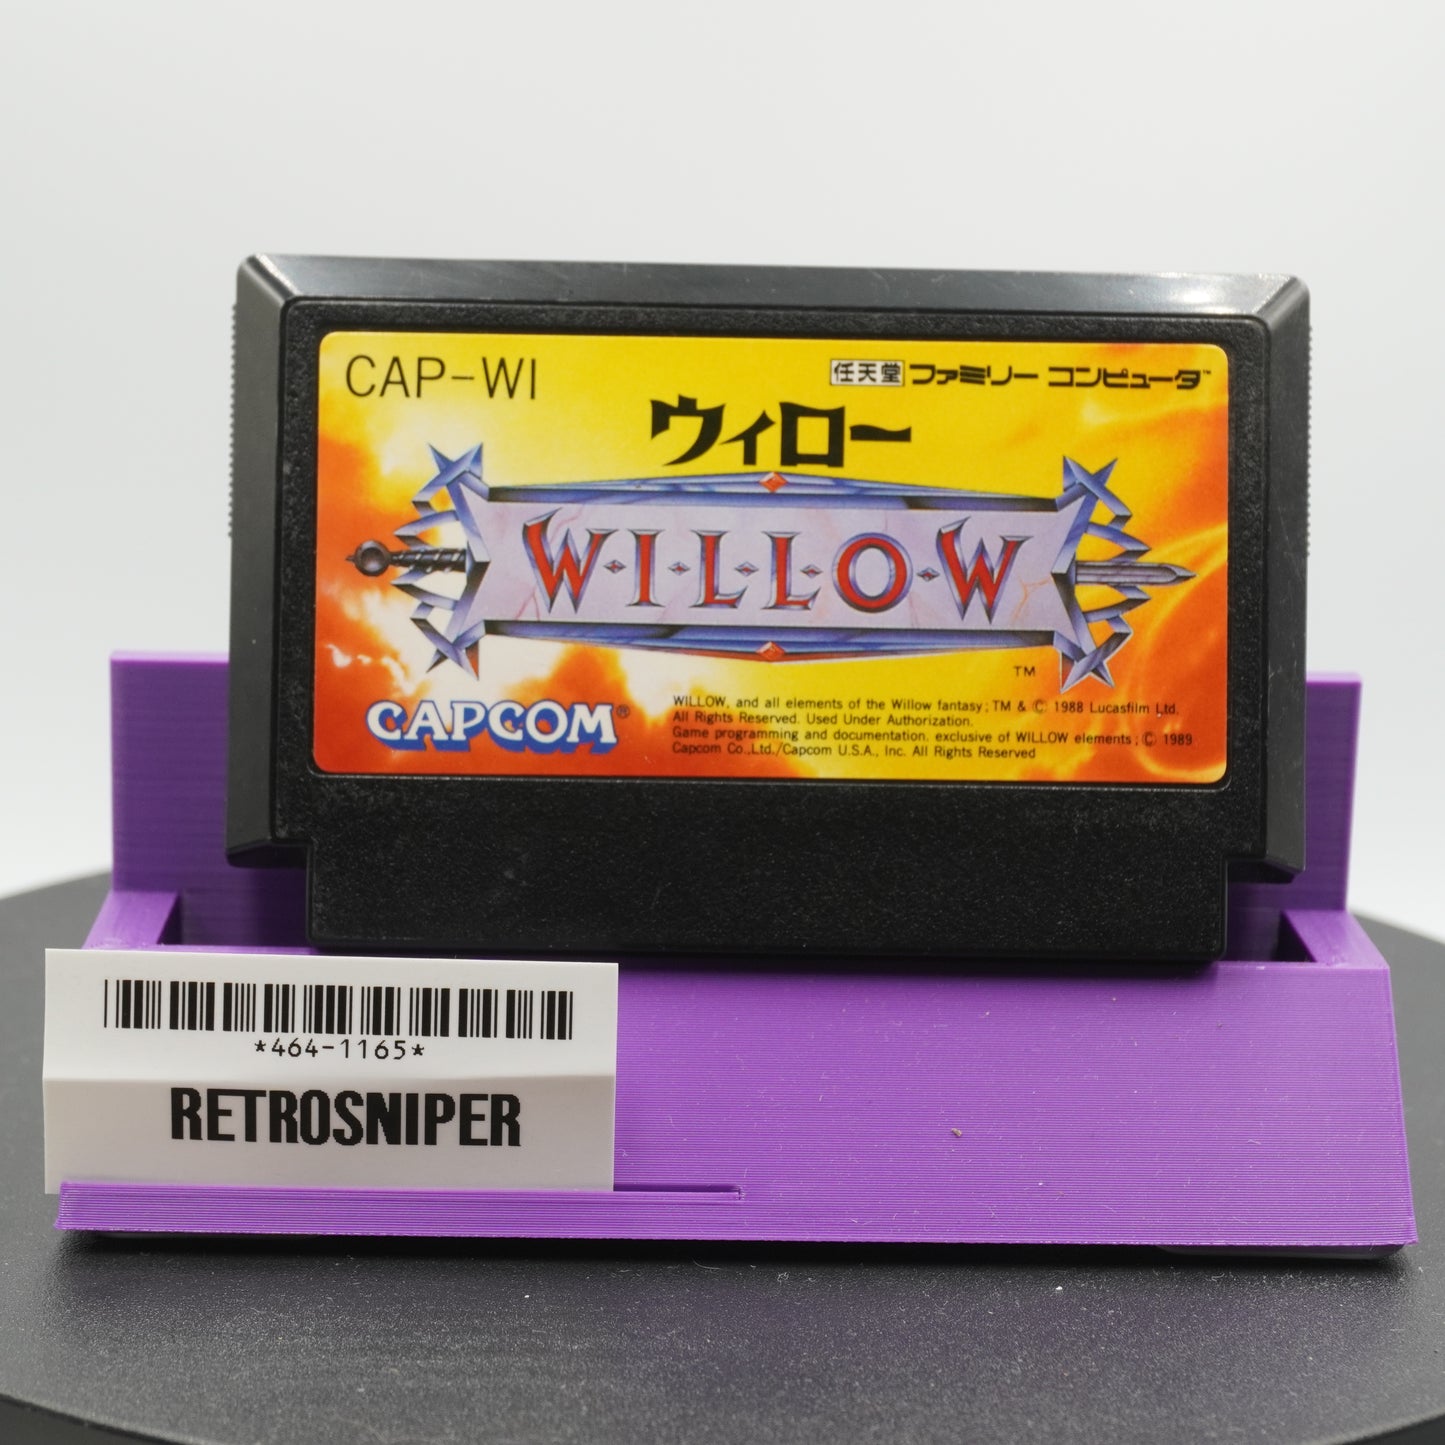 CAP-WI
任天堂 ファミリー コンピュータ™
ウィロー
W·I·L·L·O·W
TM
CAPCOM®
WILLOW, and all elements of the Willow fantasy; TM & © 1988 Lucasfilm Ltd.
All Rights Reserved. Used Under Authorization.
Game programming and documentation. exclusive of WILLOW elements; © 1989
Capcom Co.,Ltd./Capcom U.S.A., Inc. All Rights Reserved
*464-1165*
RETROSNIPER